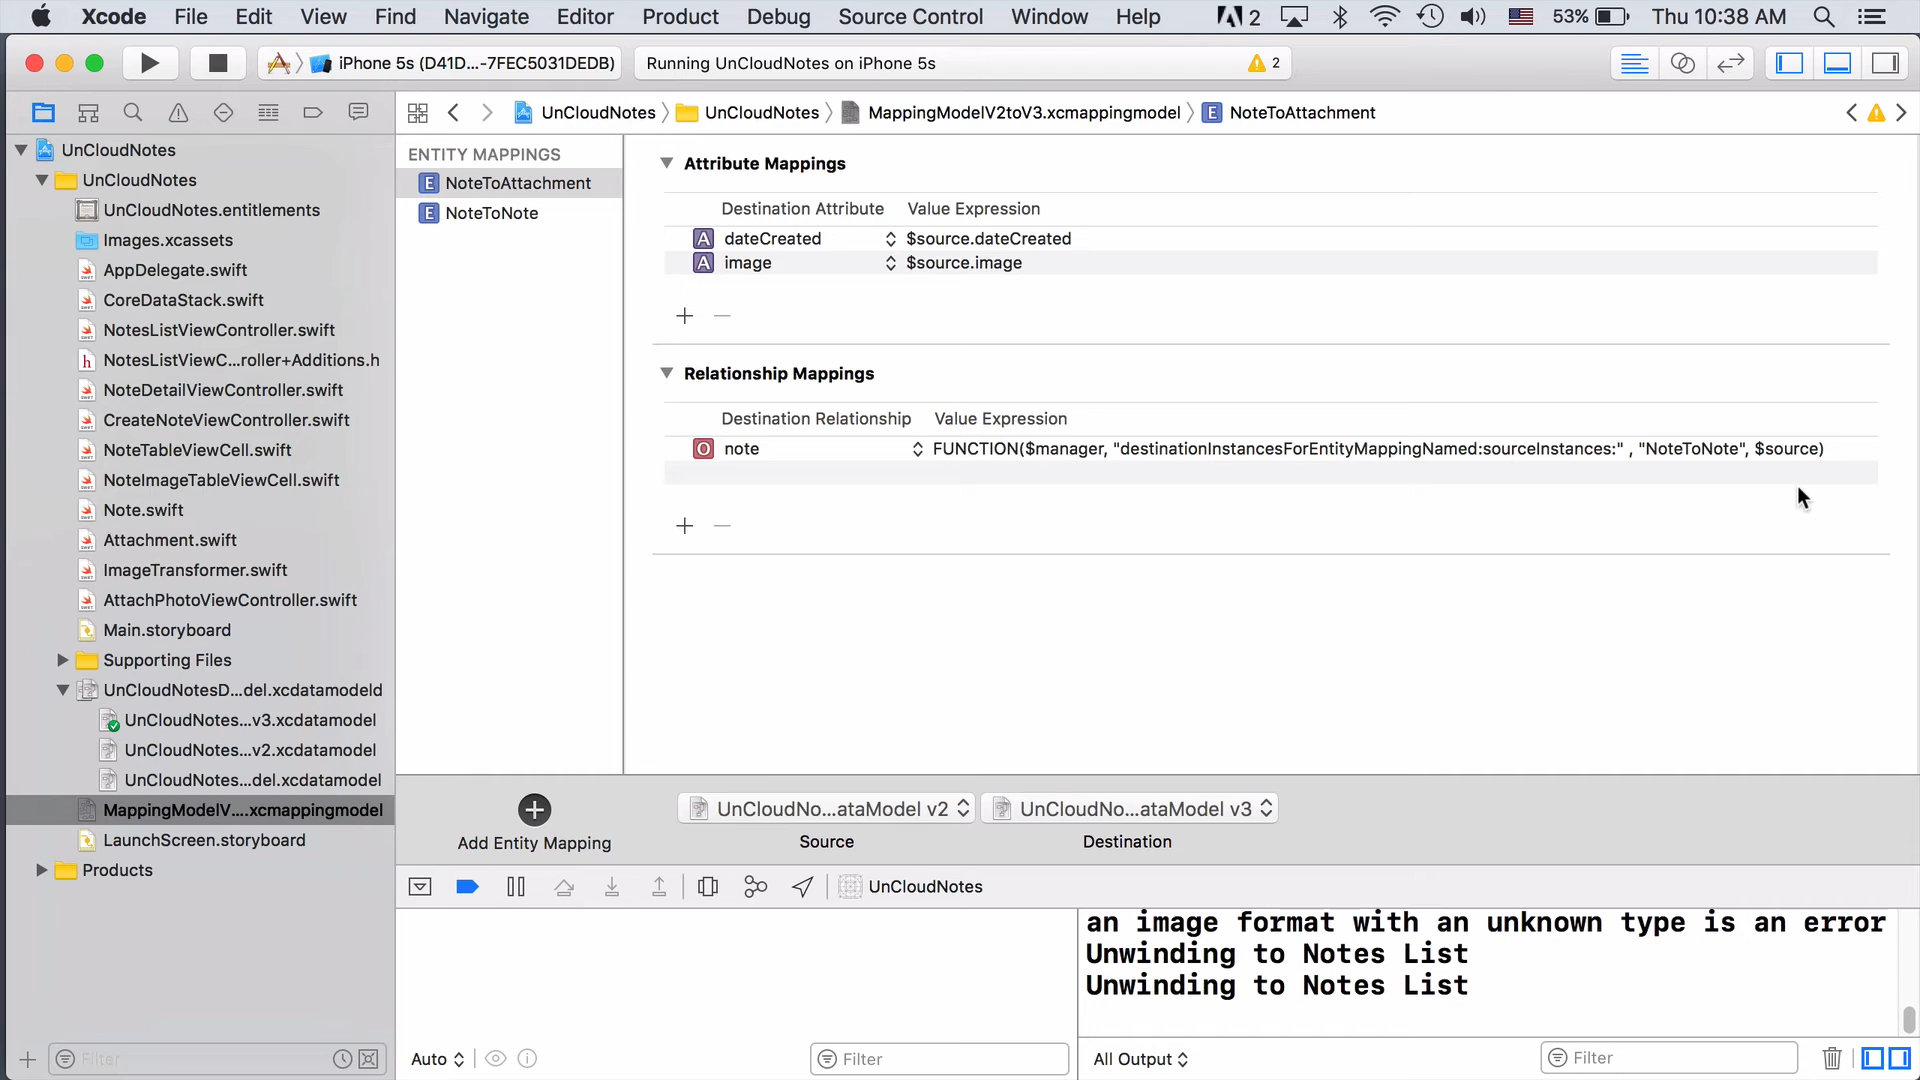 Xcode File Edit View Find Navigate Editor Product Debug Source Control Window Help 2 53% Thu 10:38 AM
iPhone 5s (D41D...-7FEC5031DEDB) Running UnCloudNotes on iPhone 5s 2
UnCloudNotes UnCloudNotes MappingModelV2toV3.xcmappingmodel E NoteToAttachment
UnCloudNotes
UnCloudNotes
UnCloudNotes.entitlements
Images.xcassets
AppDelegate.swift
CoreDataStack.swift
NotesListViewController.swift
NotesListViewC...roller+Additions.h
NoteDetailViewController.swift
CreateNoteViewController.swift
NoteTableViewCell.swift
NoteImageTableViewCell.swift
Note.swift
Attachment.swift
ImageTransformer.swift
AttachPhotoViewController.swift
Main.storyboard
Supporting Files
UnCloudNotesD...del.xcdatamodeld
UnCloudNotes...v3.xcdatamodel
UnCloudNotes...v2.xcdatamodel
UnCloudNotes...del.xcdatamodel
MappingModelV....xcmappingmodel
LaunchScreen.storyboard
Products
Filter
ENTITY MAPPINGS
E NoteToAttachment
E NoteToNote
Attribute Mappings
Destination Attribute Value Expression
A dateCreated $source.dateCreated
A image $source.image
Relationship Mappings
Destination Relationship Value Expression
O note FUNCTION($manager, "destinationInstancesForEntityMappingNamed:sourceInstances:" , "NoteToNote", $source)
Add Entity Mapping
UnCloudNo...ataModel v2 UnCloudNo...ataModel v3
Source Destination
UnCloudNotes
an image format with an unknown type is an error
Unwinding to Notes List
Unwinding to Notes List
Auto Filter All Output Filter